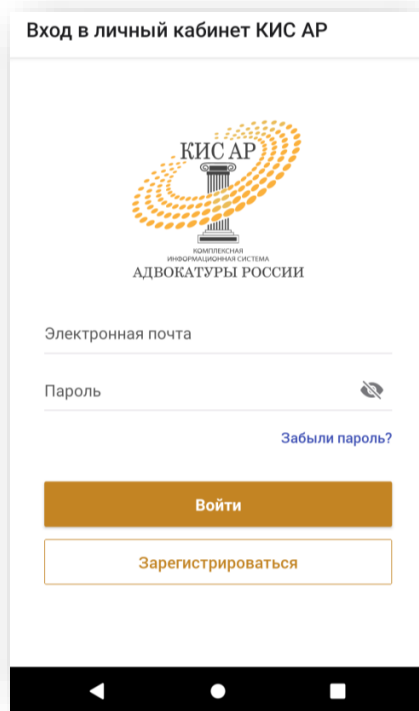 Вход в личный кабинет КИС АР
КИС АР
КОМПЛЕКСНАЯ
ИНФОРМАЦИОННАЯ СИСТЕМА
АДВОКАТУРЫ РОССИИ
Электронная почта
Пароль
Забыли пароль?
Войти
Зарегистрироваться